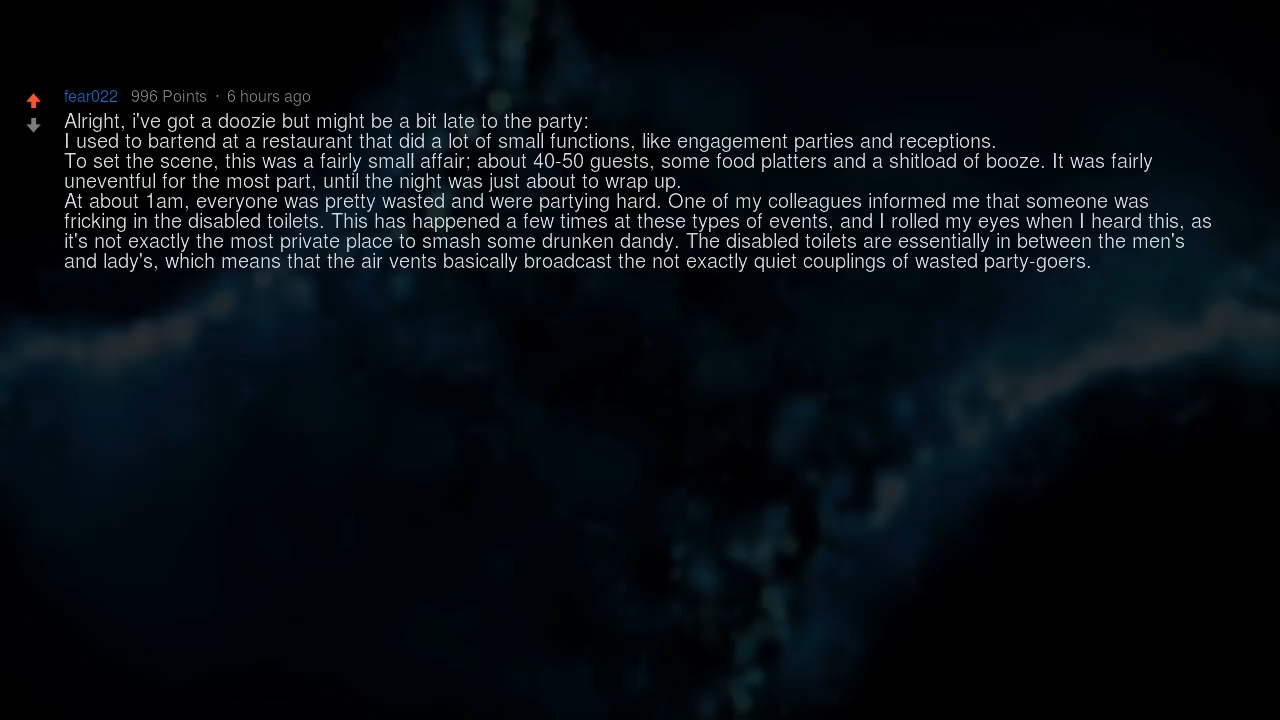 fear022 996 Points · 6 hours ago
Alright, i've got a doozie but might be a bit late to the party:
I used to bartend at a restaurant that did a lot of small functions, like engagement parties and receptions.
To set the scene, this was a fairly small affair; about 40-50 guests, some food platters and a shitload of booze. It was fairly
uneventful for the most part, until the night was just about to wrap up.
At about 1am, everyone was pretty wasted and were partying hard. One of my colleagues informed me that someone was
fricking in the disabled toilets. This has happened a few times at these types of events, and I rolled my eyes when I heard this, as
it's not exactly the most private place to smash some drunken dandy. The disabled toilets are essentially in between the men's
and lady's, which means that the air vents basically broadcast the not exactly quiet couplings of wasted party-goers.